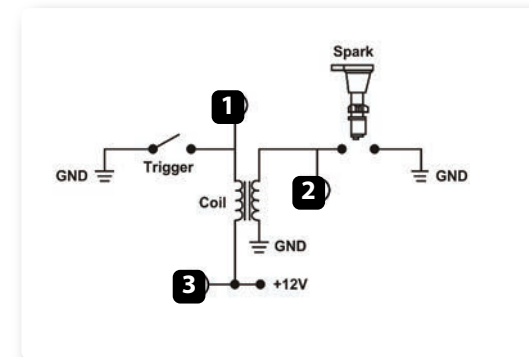 Spark
1
Trigger
GND
GND
2
Coil
GND
3
+12V